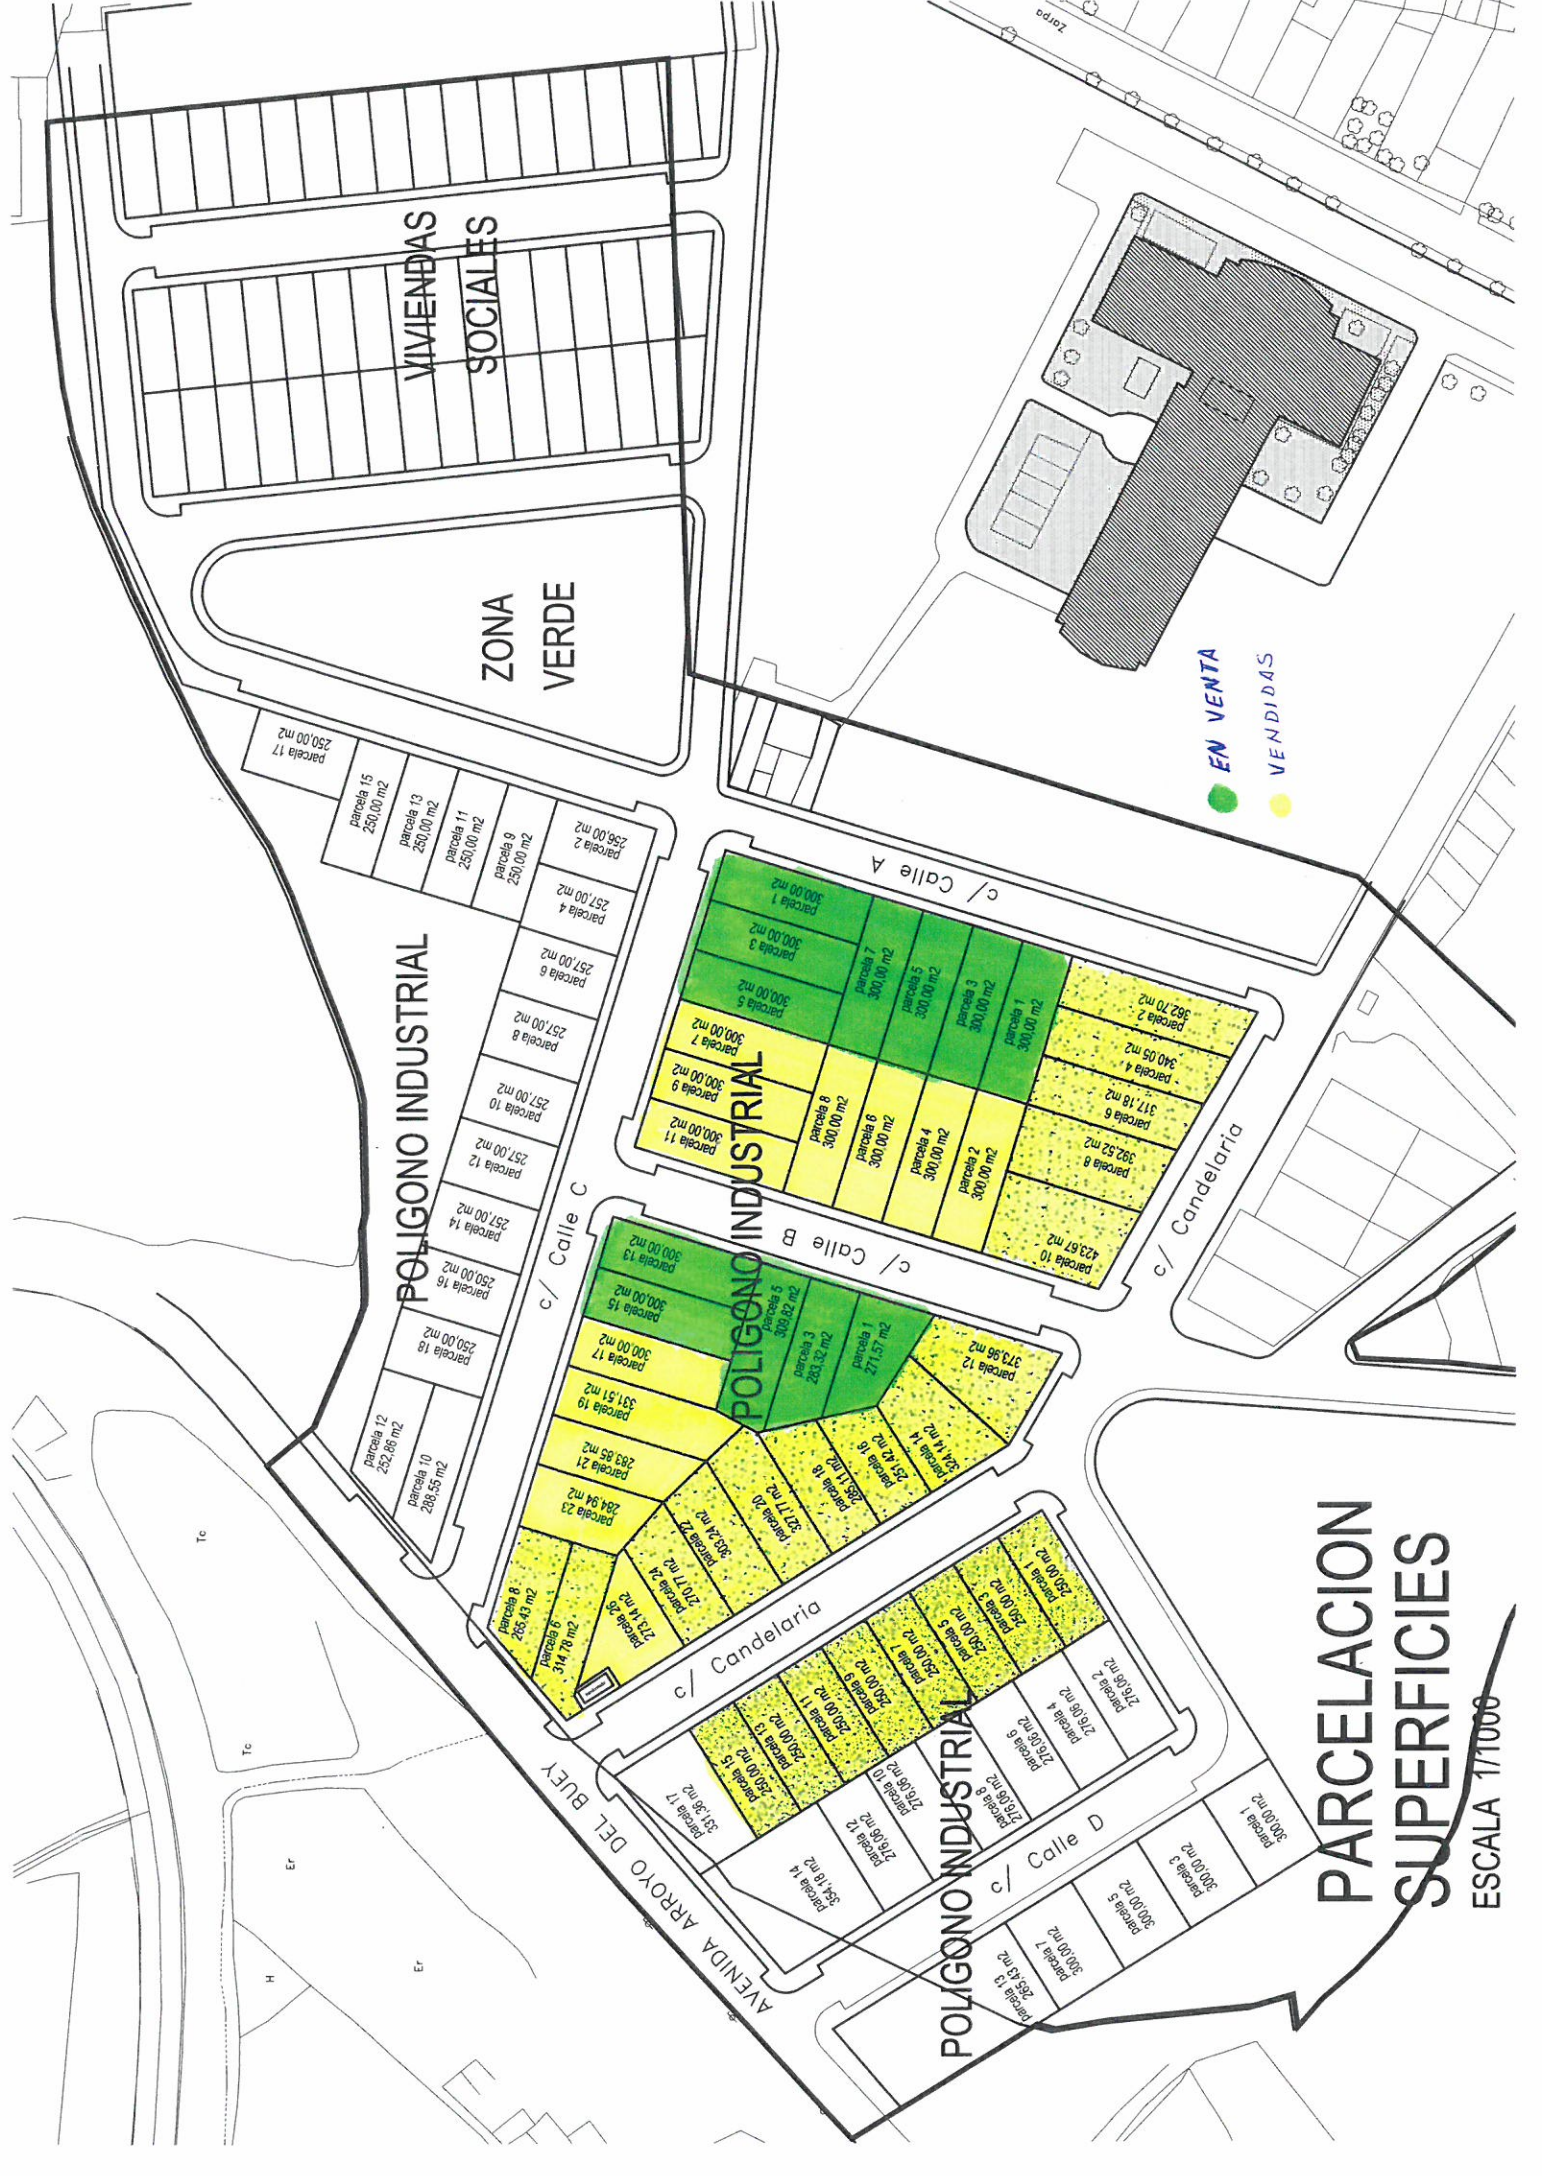 Zarpa
VIVIENDAS
SOCIALES
ZONA
VERDE
EN VENTA
VENDIDAS
POLIGONO INDUSTRIAL
parcela 17
250,00 m2
parcela 15
250,00 m2
parcela 13
250,00 m2
parcela 11
250,00 m2
parcela 9
250,00 m2
parcela 2
256,00 m2
parcela 4
257,00 m2
parcela 6
257,00 m2
parcela 8
257,00 m2
parcela 10
257,00 m2
parcela 12
257,00 m2
parcela 14
257,00 m2
parcela 16
250,00 m2
parcela 18
250,00 m2
parcela 12
252,86 m2
parcela 10
288,55 m2
c/ Calle C
c/ Calle A
POLIGONO INDUSTRIAL
parcela 1
300,00 m2
parcela 3
300,00 m2
parcela 5
300,00 m2
parcela 7
300,00 m2
parcela 9
300,00 m2
parcela 11
300,00 m2
parcela 7
300,00 m2
parcela 5
300,00 m2
parcela 3
300,00 m2
parcela 1
300,00 m2
parcela 8
300,00 m2
parcela 6
300,00 m2
parcela 4
300,00 m2
parcela 2
300,00 m2
parcela 2
362,70 m2
parcela 4
340,05 m2
parcela 6
317,18 m2
parcela 8
392,52 m2
parcela 10
423,67 m2
c/ Calle B
c/ Candelaria
parcela 13
300,00 m2
parcela 15
300,00 m2
parcela 17
300,00 m2
parcela 19
331,51 m2
parcela 21
283,85 m2
parcela 23
284,94 m2
parcela 5
309,82 m2
parcela 3
283,32 m2
parcela 1
271,57 m2
parcela 12
373,96 m2
parcela 14
324,14 m2
parcela 16
251,42 m2
parcela 18
285,11 m2
parcela 20
327,77 m2
parcela 22
303,24 m2
parcela 24
270,77 m2
parcela 26
273,14 m2
parcela 8
265,43 m2
parcela 6
314,78 m2
c/ Candelaria
AVENIDA ARROYO DEL BUEY
POLIGONO INDUSTRIAL
parcela 1
250,00 m2
parcela 3
250,00 m2
parcela 5
250,00 m2
parcela 7
250,00 m2
parcela 9
250,00 m2
parcela 11
250,00 m2
parcela 13
250,00 m2
parcela 15
250,00 m2
parcela 17
331,36 m2
parcela 2
276,06 m2
parcela 4
276,06 m2
parcela 6
276,06 m2
parcela 8
276,06 m2
parcela 10
276,06 m2
parcela 12
276,06 m2
parcela 14
354,18 m2
c/ Calle D
parcela 1
300,00 m2
parcela 3
300,00 m2
parcela 5
300,00 m2
parcela 7
300,00 m2
parcela 13
265,43 m2
Tc
Tc
Er
Er
H
PARCELACION
SUPERFICIES
ESCALA 1/1000